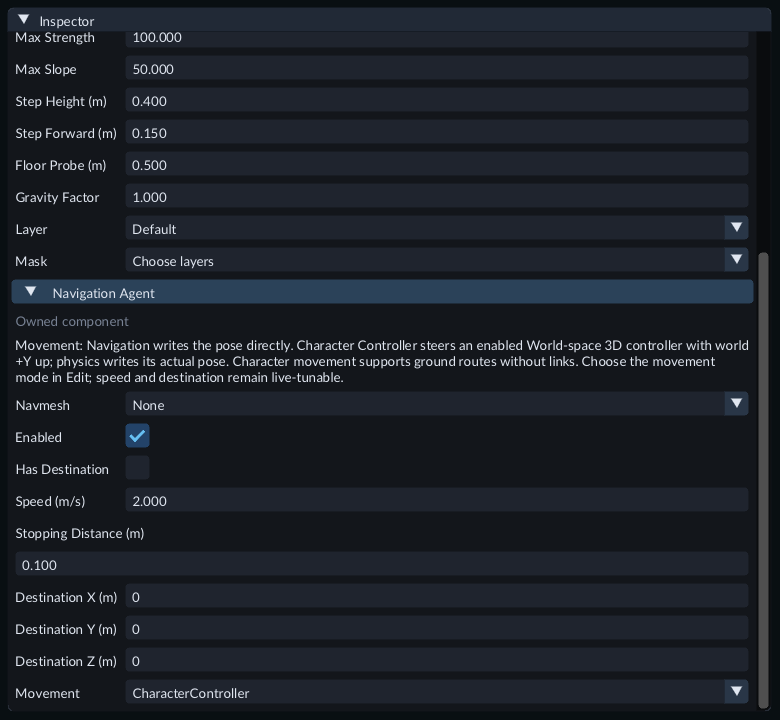 Inspector
Max Strength 100.000
Max Slope 50.000
Step Height (m) 0.400
Step Forward (m) 0.150
Floor Probe (m) 0.500
Gravity Factor 1.000
Layer Default
Mask Choose layers
Navigation Agent
Owned component
Movement: Navigation writes the pose directly. Character Controller steers an enabled World-space 3D controller with world
+Y up; physics writes its actual pose. Character movement supports ground routes without links. Choose the movement
mode in Edit; speed and destination remain live-tunable.
Navmesh None
Enabled
Has Destination
Speed (m/s) 2.000
Stopping Distance (m)
0.100
Destination X (m) 0
Destination Y (m) 0
Destination Z (m) 0
Movement CharacterController